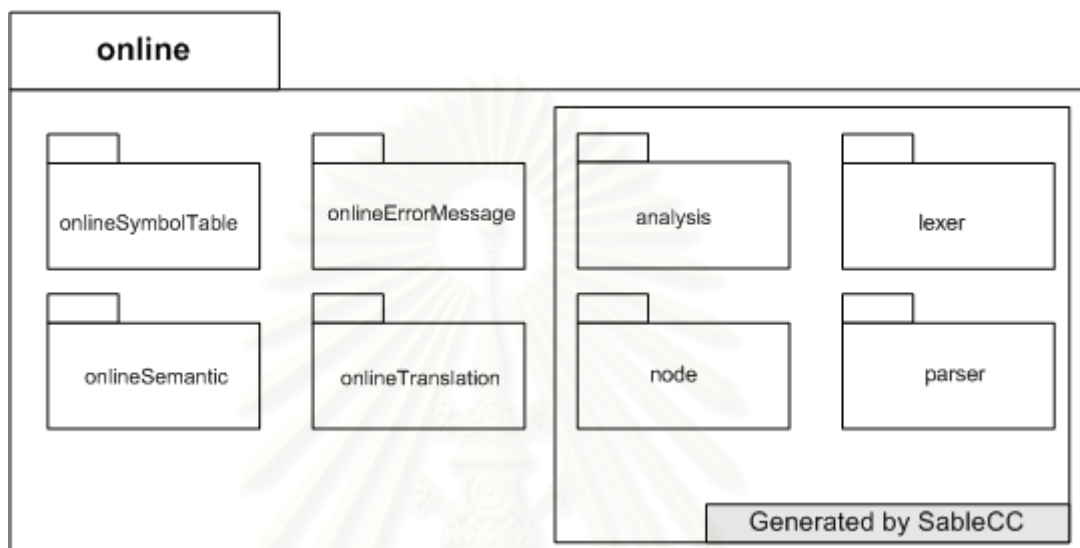 online
onlineSymbolTable
onlineErrorMessage
analysis
lexer
onlineSemantic
onlineTranslation
node
parser
Generated by SableCC